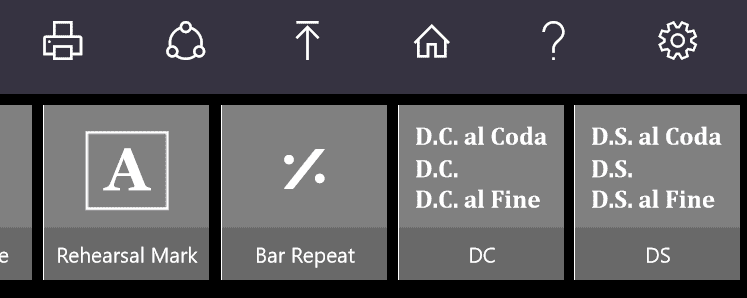 A
D.C. al Coda
D.C.
D.C. al Fine
D.S. al Coda
D.S.
D.S. al Fine
e
Rehearsal Mark
Bar Repeat
DC
DS